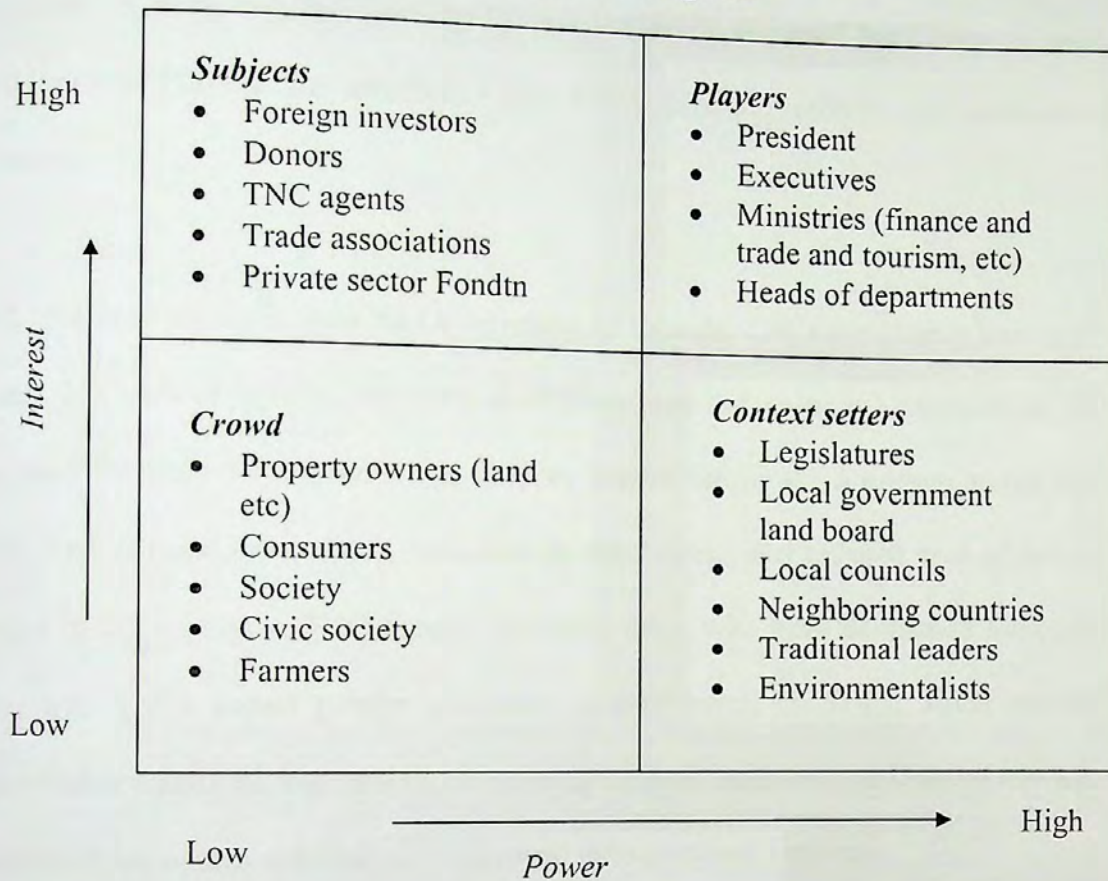 High
Interest
Low
Subjects
• Foreign investors
• Donors
• TNC agents
• Trade associations
• Private sector Fondtn
Players
• President
• Executives
• Ministries (finance and
trade and tourism, etc)
• Heads of departments
Crowd
• Property owners (land
etc)
• Consumers
• Society
• Civic society
• Farmers
Context setters
• Legislatures
• Local government
land board
• Local councils
• Neighboring countries
• Traditional leaders
• Environmentalists
Low
Power
High